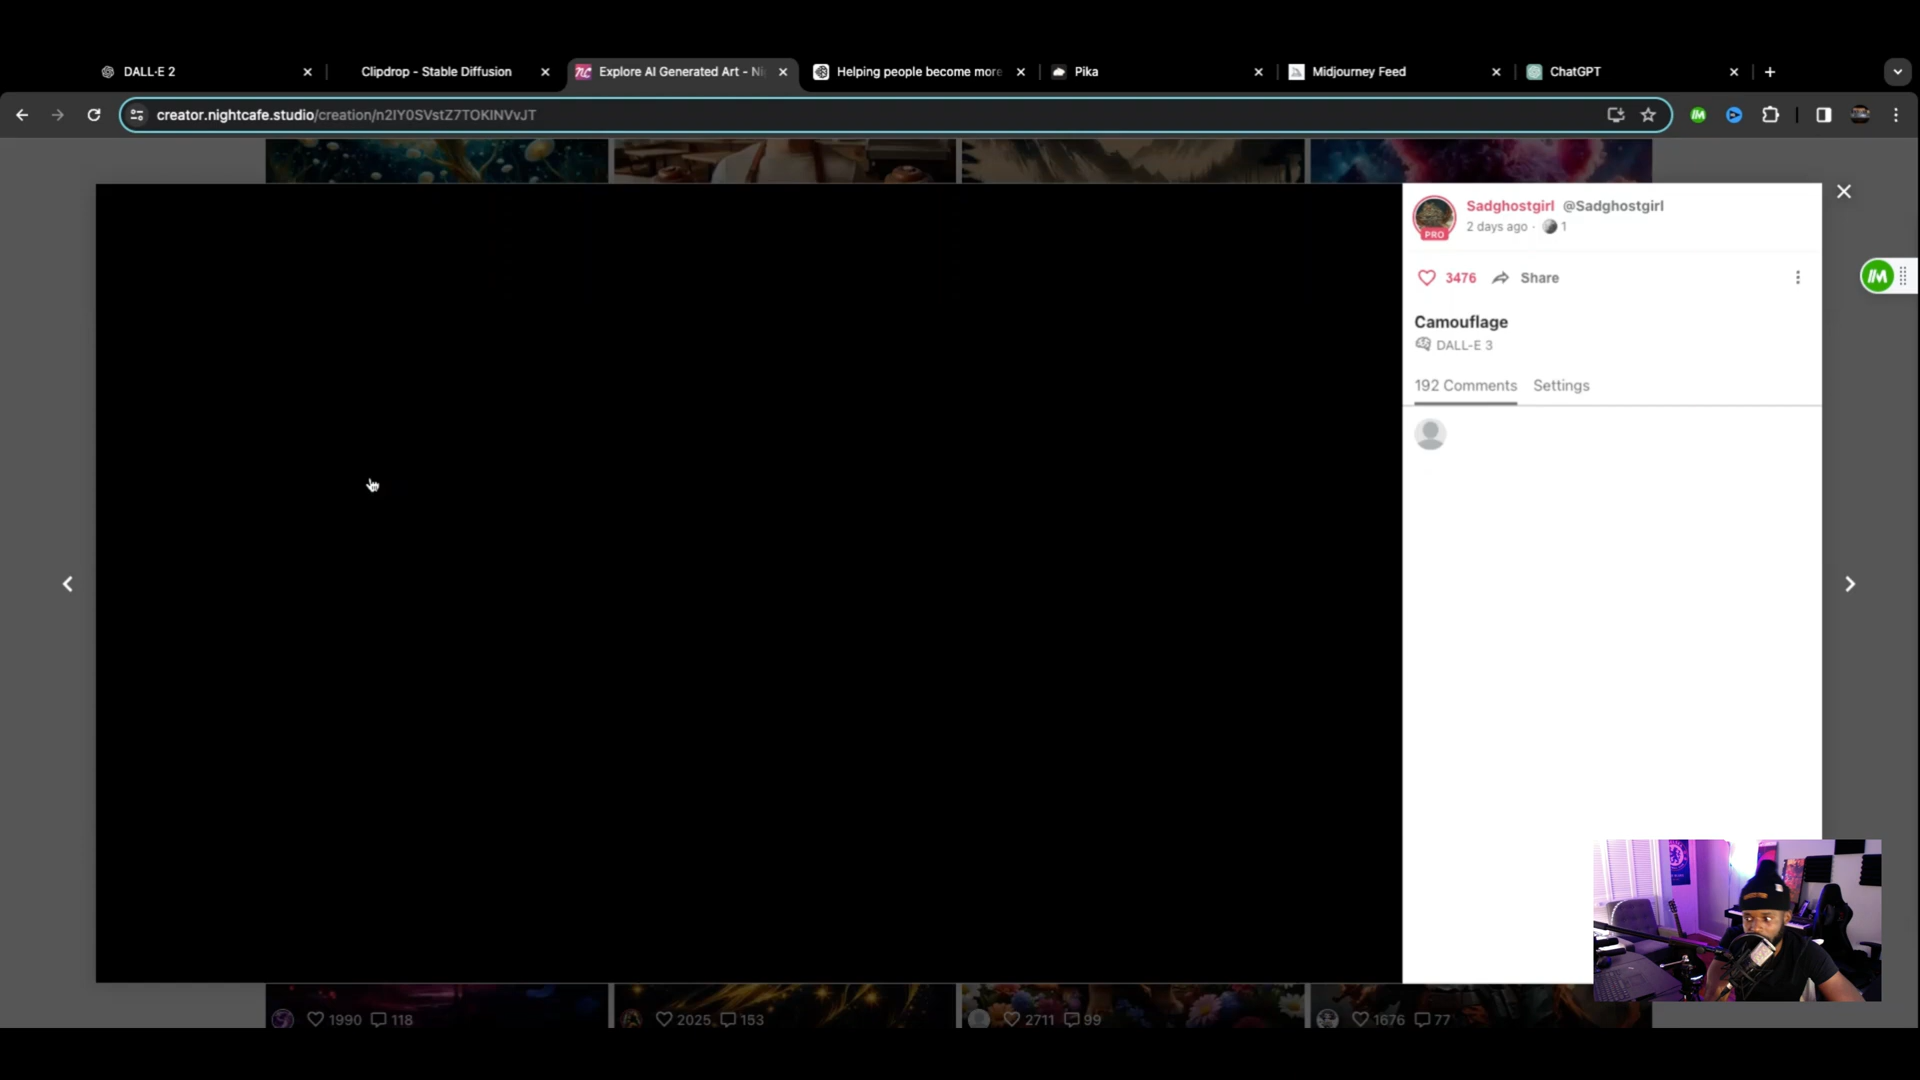 DALL·E 2
Clipdrop - Stable Diffusion
Explore AI Generated Art - Ni
Helping people become more
Pika
Midjourney Feed
ChatGPT
creator.nightcafe.studio/creation/n2IY0SVstZ7TOKINVvJT
Sadghostgirl @Sadghostgirl
PRO
2 days ago · 1
3476 Share
Camouflage
DALL-E 3
192 Comments Settings
1990 118
2025 153
2711 99
1676 77